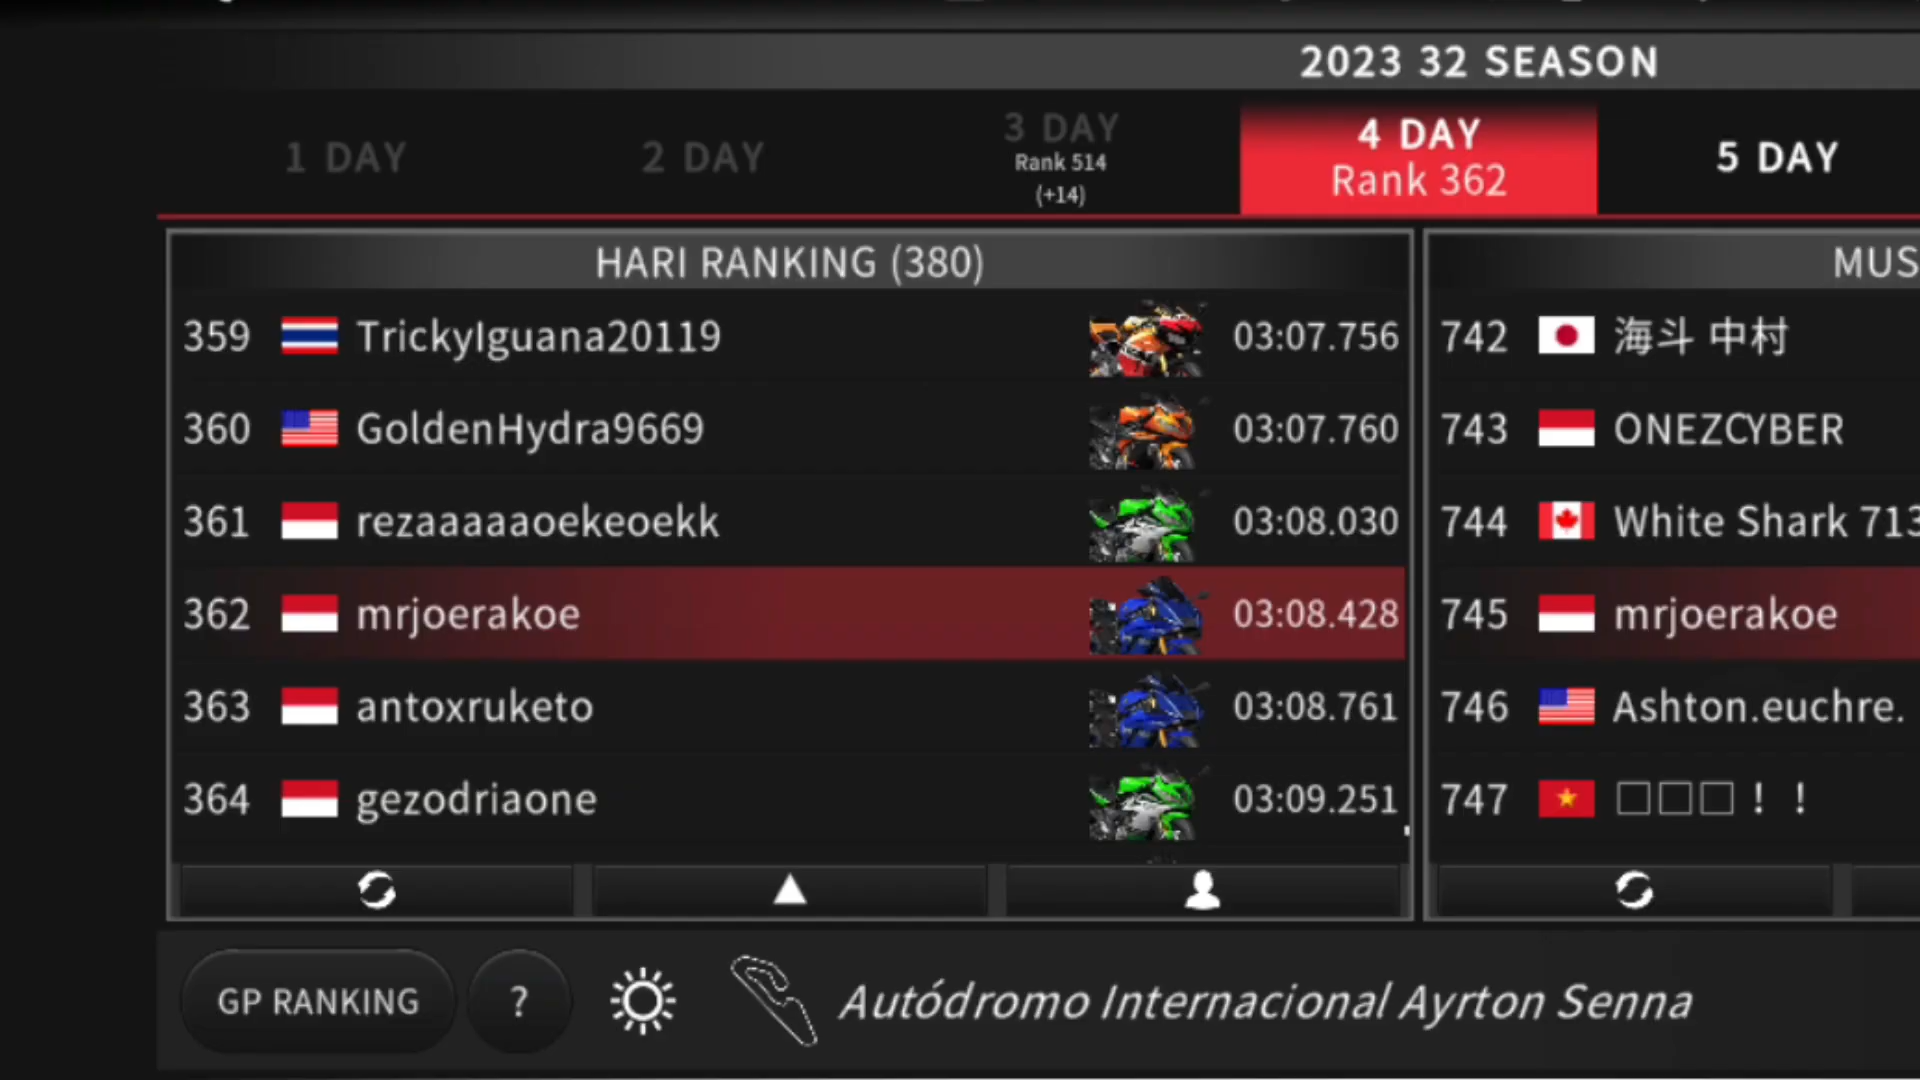 2023 32 SEASON
1 DAY
2 DAY
3 DAY
Rank 514
(+14)
4 DAY
Rank 362
5 DAY
HARI RANKING (380)
359 TrickyIguana20119 03:07.756
360 GoldenHydra9669 03:07.760
361 rezaaaaaoekeoekk 03:08.030
362 mrjoerakoe 03:08.428
363 antoxruketo 03:08.761
364 gezodriaone 03:09.251
MUS
742 海斗 中村
743 ONEZCYBER
744 White Shark 713
745 mrjoerakoe
746 Ashton.euchre.
747 □□□！！
GP RANKING
?
Autódromo Internacional Ayrton Senna